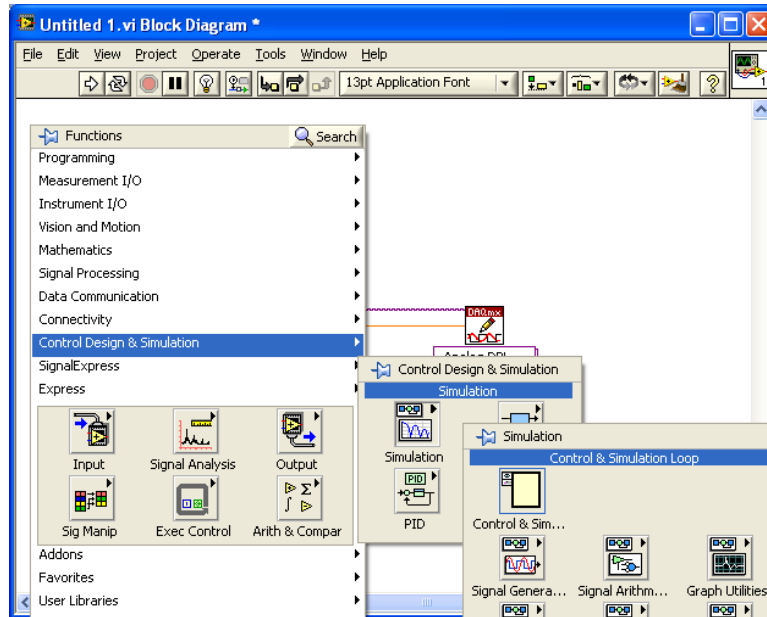 Untitled 1.vi Block Diagram *
File Edit View Project Operate Tools Window Help
13pt Application Font
?
1
Functions Search
Programming
Measurement I/O
Instrument I/O
Vision and Motion
Mathematics
Signal Processing
Data Communication
Connectivity
Control Design & Simulation
SignalExpress
Express
Input Signal Analysis Output
Sig Manip Exec Control Arith & Compar
Addons
Favorites
User Libraries
DAQmx
Control Design & Simulation
Simulation
Simulation
PID
PID
Simulation
Control & Simulation Loop
Control & Sim...
Signal Genera... Signal Arithm... Graph Utilities